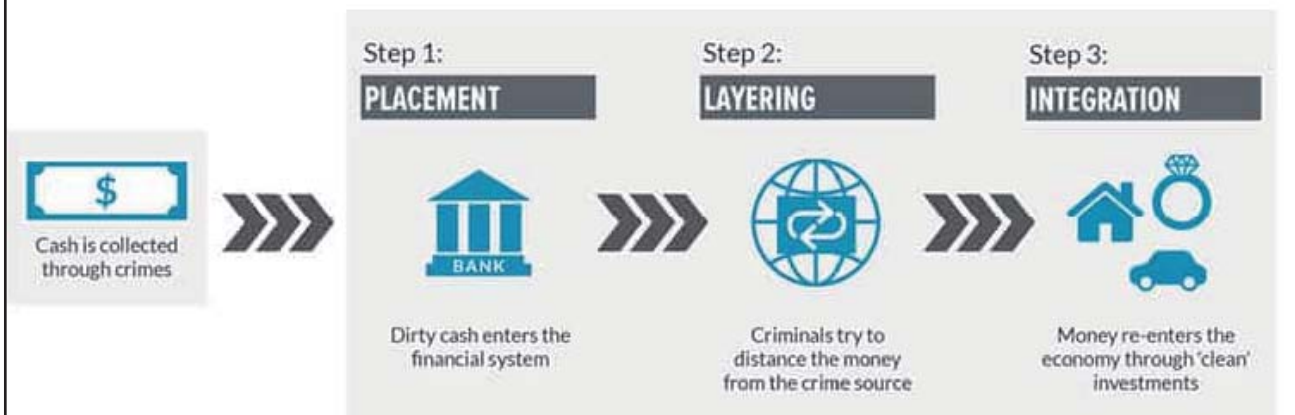 $
Cash is collected
through crimes
Step 1:
PLACEMENT
BANK
Dirty cash enters the
financial system
Step 2:
LAYERING
Criminals try to
distance the money
from the crime source
Step 3:
INTEGRATION
Money re-enters the
economy through 'clean'
investments